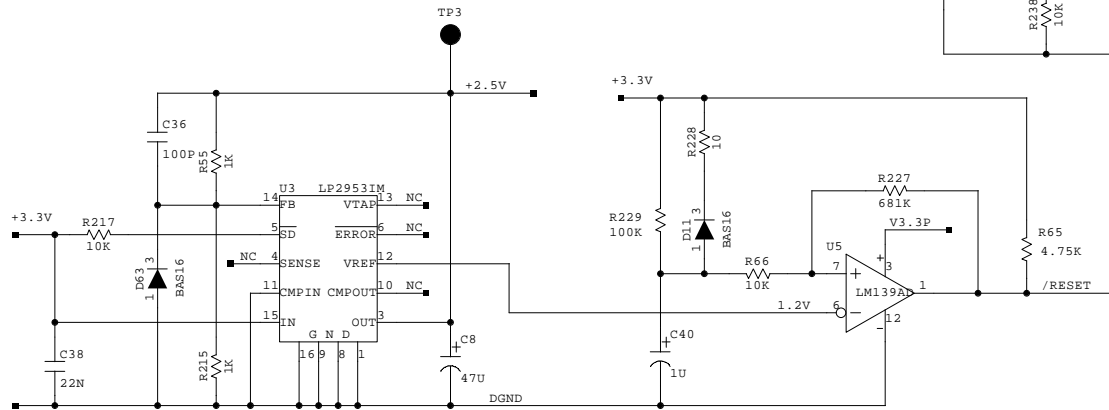 TP3
R238
10K
+2.5V
+3.3V
C36
100P
R55
1K
R228
10
U3
LP2953IM
14
FB
VTAP
13
NC
R227
681K
+3.3V
R217
10K
5
SD
ERROR
6
NC
R229
100K
D11
3
1
BAS16
V3.3P
R65
4.75K
NC
4
SENSE
VREF
12
U5
D63
3
1
BAS16
R66
10K
7
+
+
3
11
CMPIN
CMPOUT
10
NC
LM139AD
1
/RESET
15
IN
OUT
3
1.2V
6
-
12
-
G N D
16
9
8
1
C38
22N
R215
1K
+
C8
47U
+
C40
1U
DGND